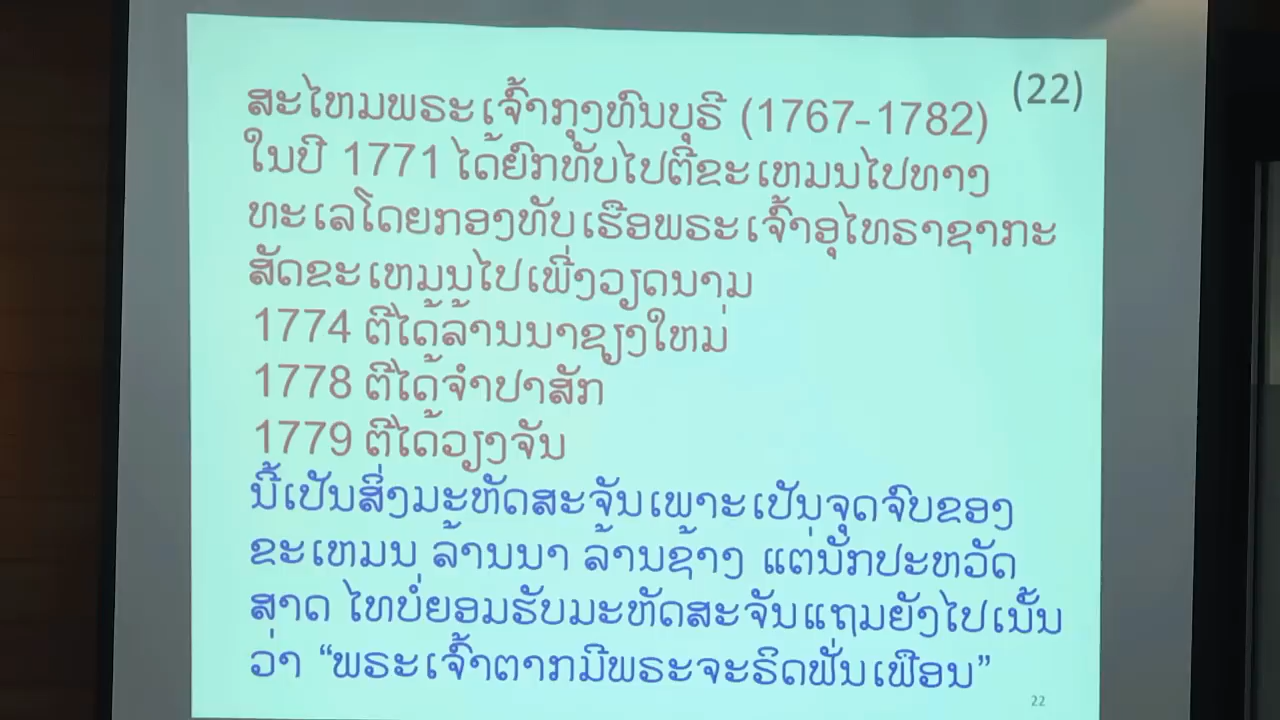 (22)
ສະໄຫມພຣະເຈົ້າກຸງທົນບຸຣີ (1767-1782)
ໃນປີ 1771 ໄດ້ຍົກທັບໄປຕີຂະເຫມນໄປທາງ
ທະເລໂດຍກອງທັບເຮືອພຣະເຈົ້າອຸໄທຣາຊາກະ
ສັດຂະເຫມນໄປເພີ່ງວຽດນາມ
1774 ຕີໄດ້ລ້ານນາຊຽງໃຫມ່
1778 ຕີໄດ້ຈຳປາສັກ
1779 ຕີໄດ້ວຽງຈັນ
ນີ້ເປັນສິ່ງມະຫັດສະຈັນເພາະເປັນຈຸດຈົບຂອງ
ຂະເຫມນ ລ້ານນາ ລ້ານຊ້າງ ແຕ່ນັກປະຫວັດ
ສາດ ໄທບໍ່ຍອມຮັບມະຫັດສະຈັນແຖມຍັງໄປເນັ້ນ
ວ່າ “ພຣະເຈົ້າຕາກມີພຣະຈະຣິດຟັ່ນເຟືອນ”
22